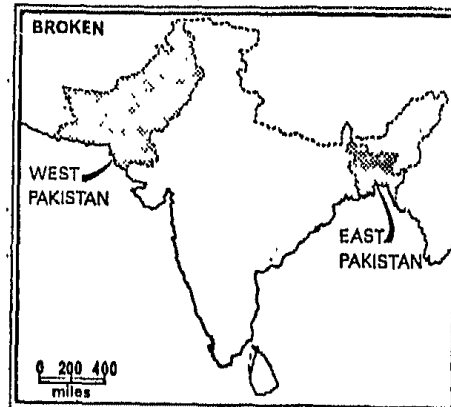 BROKEN
WEST
PAKISTAN
EAST
PAKISTAN
0 200 400
miles